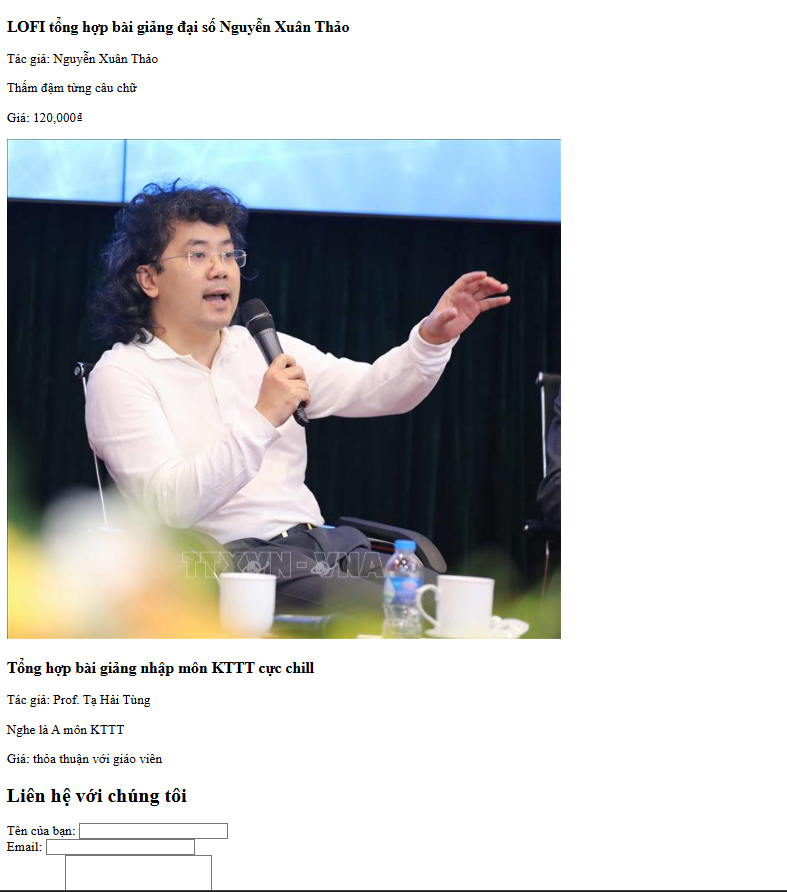 LOFI tổng hợp bài giảng đại số Nguyễn Xuân Thảo
Tác giả: Nguyễn Xuân Thảo
Thấm đậm từng câu chữ
Giá: 120,000₫
TTXVN-VNA
Tổng hợp bài giảng nhập môn KTTT cực chill
Tác giả: Prof. Tạ Hải Tùng
Nghe là A môn KTTT
Giá: thỏa thuận với giáo viên
Liên hệ với chúng tôi
Tên của bạn:
Email: